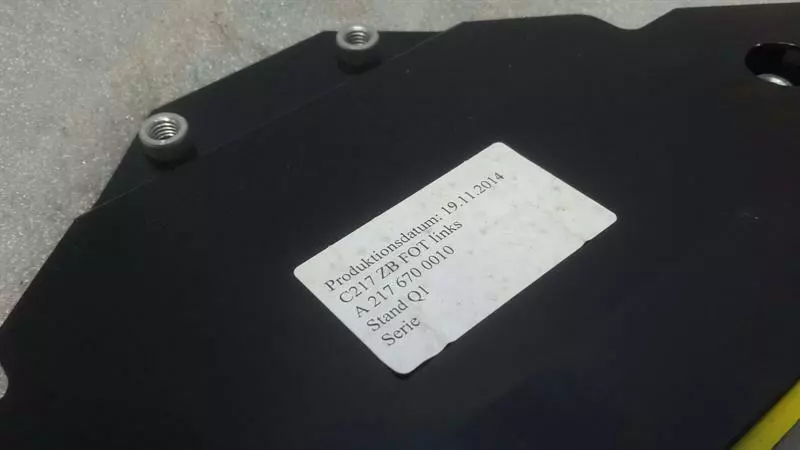 Produktionsdatum: 19.11.2014
C217 ZB FOT links
A 217 670 0010
Stand Q1
Serie